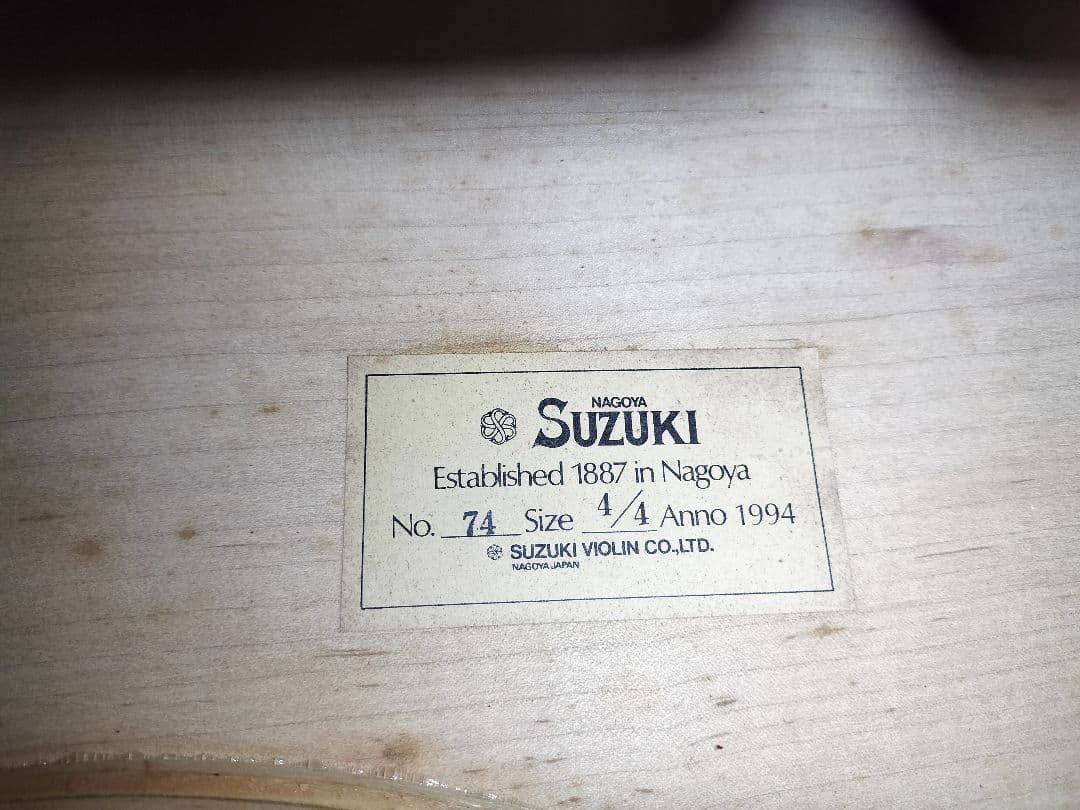 NAGOYA
SUZUKI
Established 1887 in Nagoya
No. 74 Size 4/4 Anno 1994
SUZUKI VIOLIN CO.,LTD.
NAGOYA JAPAN